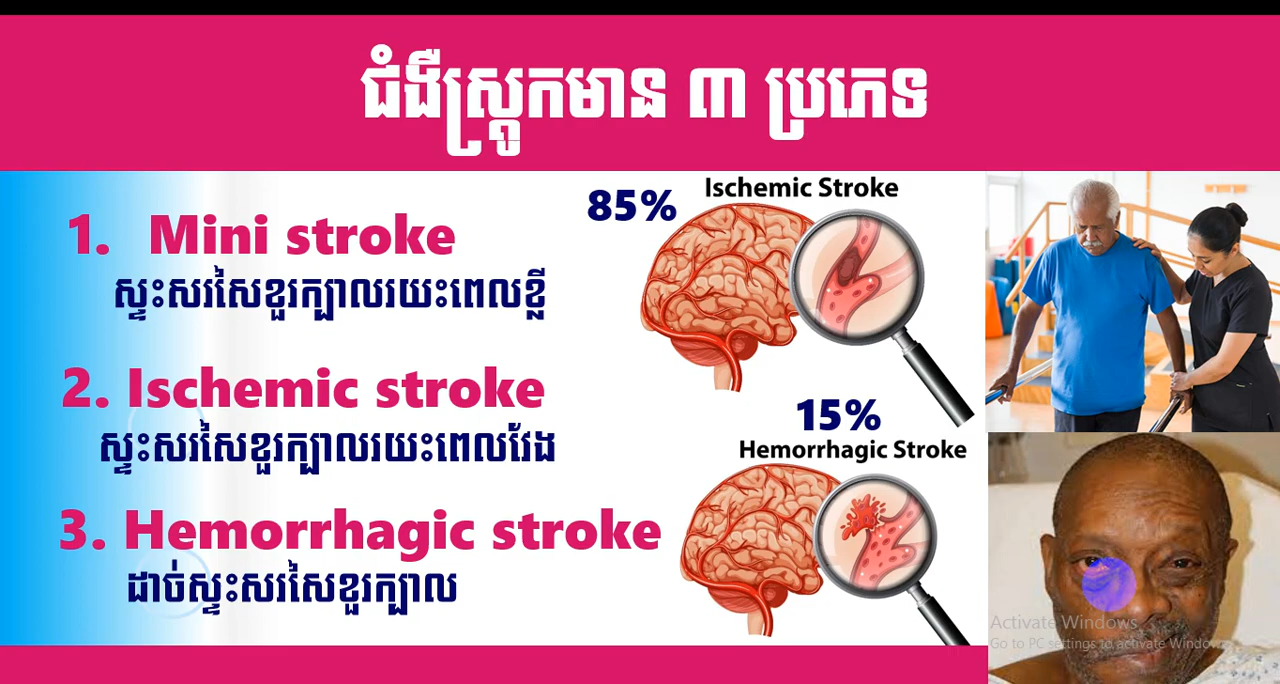 ជំងឺស្ត្រូកមាន ៣ ប្រភេទ
1. Mini stroke
ស្ទះសរសៃឈួរក្បាលរយះពេលខ្លី
2. Ischemic stroke
ស្ទះសរសៃឈួរក្បាលរយះពេលវែង
3. Hemorrhagic stroke
ដាច់ស្ទះសរសៃឈួរក្បាល
85%
Ischemic Stroke
15%
Hemorrhagic Stroke
Activate Windows
Go to PC settings to activate Windows